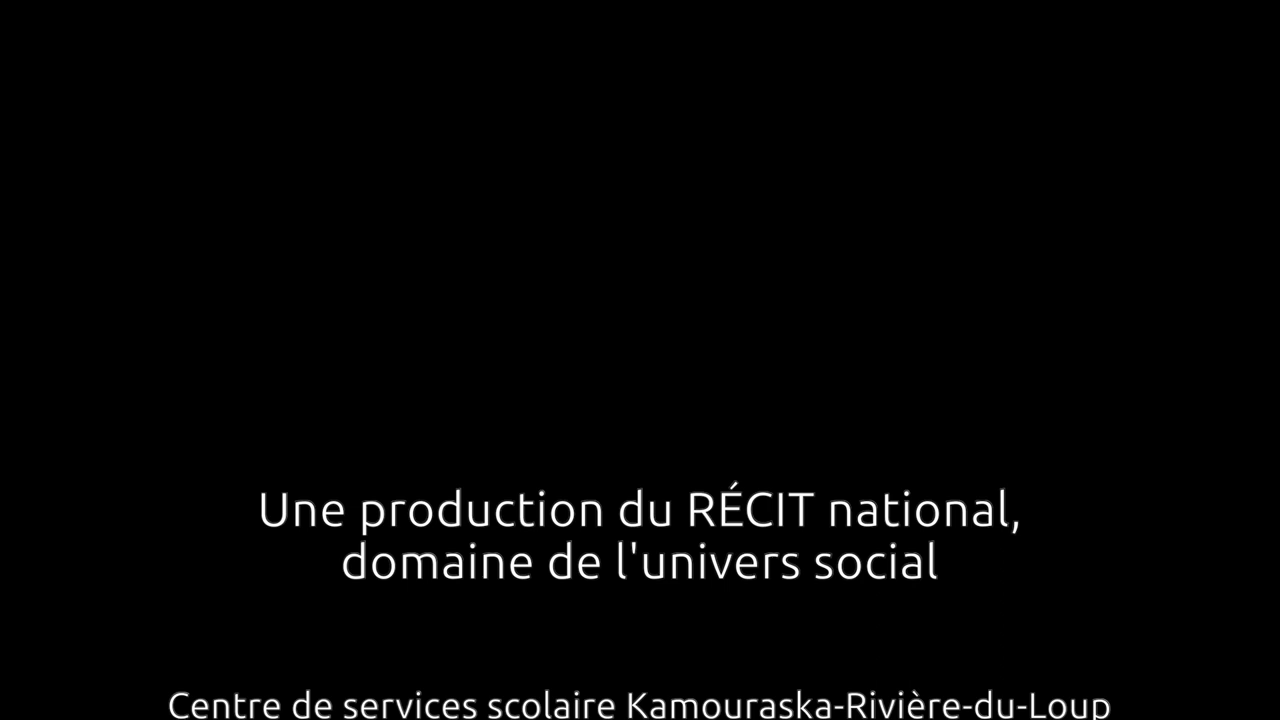 Une production du RÉCIT national,
domaine de l'univers social
Centre de services scolaire Kamouraska-Rivière-du-Loup